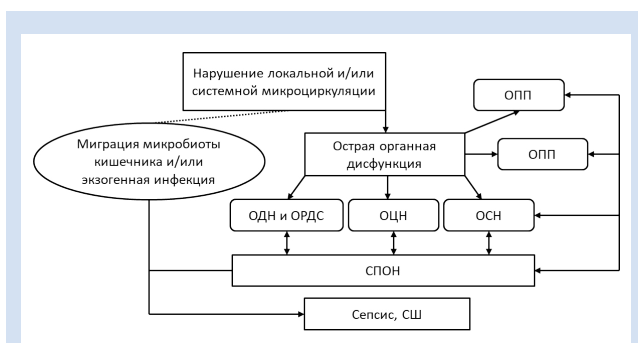 Нарушение локальной и/или
системной микроциркуляции
ОПП
Миграция микробиоты
кишечника и/или
экзогенная инфекция
Острая органная
дисфункция
ОПП
ОДН и ОРДС
ОЦН
ОСН
СПОН
Сепсис, СШ